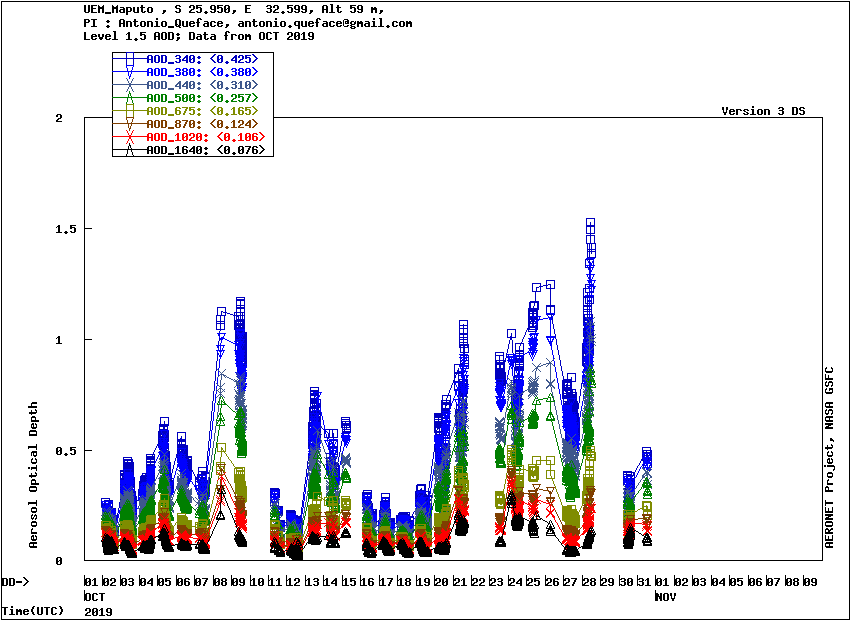 UEM_Maputo , S 25.950, E  32.599, Alt 59 m,
PI : Antonio_Queface, antonio.queface@gmail.com
Level 1.5 AOD; Data from OCT 2019
AOD_340: <0.425>
AOD_380: <0.380>
AOD_440: <0.310>
AOD_500: <0.257>
AOD_675: <0.165>
AOD_870: <0.124>
AOD_1020: <0.106>
AOD_1640: <0.076>
Version 3 DS
2
1.5
1
0.5
0
Aerosol Optical Depth
AERONET Project, NASA GSFC
DD-> 01 02 03 04 05 06 07 08 09 10 11 12 13 14 15 16 17 18 19 20 21 22 23 24 25 26 27 28 29 30 31 01 02 03 04 05 06 07 08 09
OCT NOV
Time(UTC) 2019